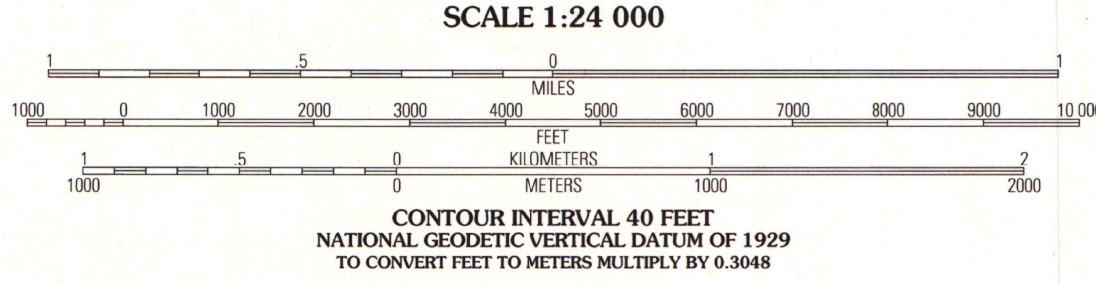 SCALE 1:24 000
1 .5 0 1
MILES
1000 0 1000 2000 3000 4000 5000 6000 7000 8000 9000 10 000
FEET
1 .5 0 KILOMETERS 1 2
1000 0 METERS 1000 2000
CONTOUR INTERVAL 40 FEET
NATIONAL GEODETIC VERTICAL DATUM OF 1929
TO CONVERT FEET TO METERS MULTIPLY BY 0.3048